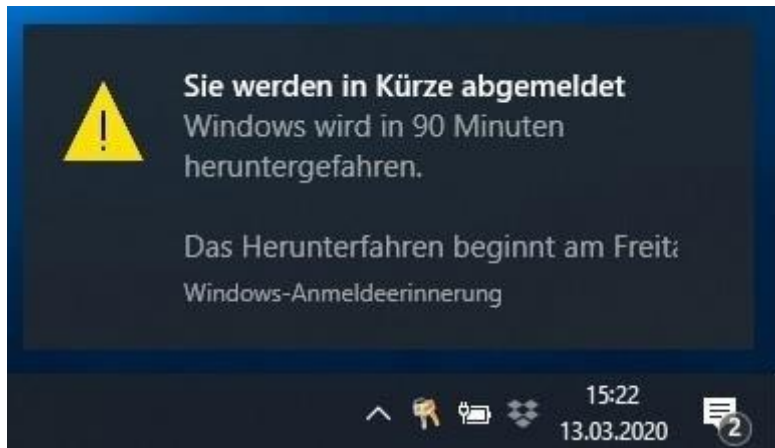 Sie werden in Kürze abgemeldet
Windows wird in 90 Minuten
heruntergefahren.
Das Herunterfahren beginnt am Freita
Windows-Anmeldeerinnerung
15:22
13.03.2020
2